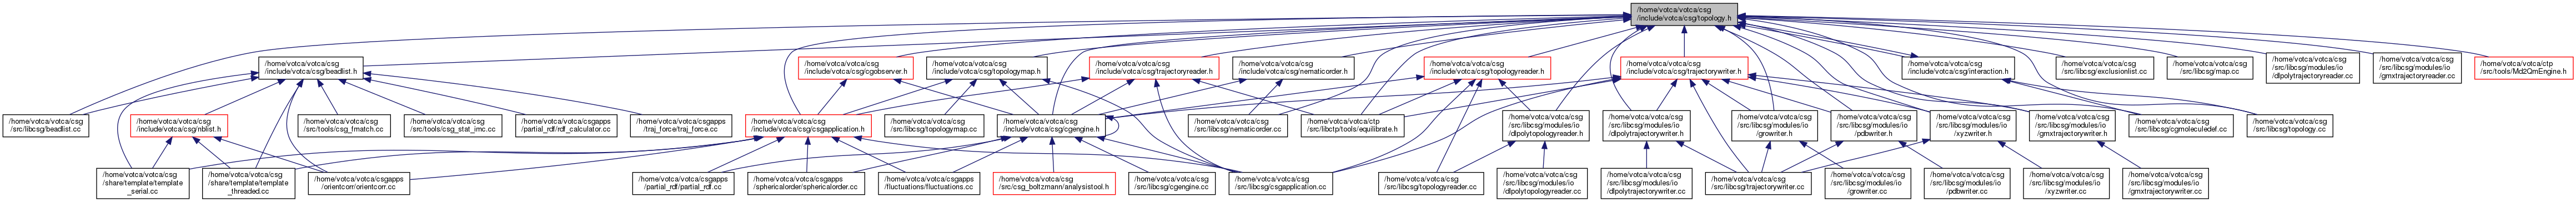 /home/votca/votca/csg
/include/votca/csg/topology.h
/home/votca/votca/csg
/include/votca/csg/beadlist.h
/home/votca/votca/csg
/include/votca/csg/cgobserver.h
/home/votca/votca/csg
/include/votca/csg/topologymap.h
/home/votca/votca/csg
/include/votca/csg/trajectoryreader.h
/home/votca/votca/csg
/include/votca/csg/nematicorder.h
/home/votca/votca/csg
/include/votca/csg/topologyreader.h
/home/votca/votca/csg
/include/votca/csg/trajectorywriter.h
/home/votca/votca/csg
/include/votca/csg/interaction.h
/home/votca/votca/csg
/src/libcsg/exclusionlist.cc
/home/votca/votca/csg
/src/libcsg/map.cc
/home/votca/votca/csg
/src/libcsg/modules/io
/dlpolytrajectoryreader.cc
/home/votca/votca/csg
/src/libcsg/modules/io
/gmxtrajectoryreader.cc
/home/votca/votca/ctp
/src/tools/Md2QmEngine.h
/home/votca/votca/csg
/src/libcsg/beadlist.cc
/home/votca/votca/csg
/include/votca/csg/nblist.h
/home/votca/votca/csg
/src/tools/csg_fmatch.cc
/home/votca/votca/csg
/src/tools/csg_stat_imc.cc
/home/votca/votca/csgapps
/partial_rdf/rdf_calculator.cc
/home/votca/votca/csgapps
/traj_force/traj_force.cc
/home/votca/votca/csg
/include/votca/csg/csgapplication.h
/home/votca/votca/csg
/src/libcsg/topologymap.cc
/home/votca/votca/csg
/include/votca/csg/cgengine.h
/home/votca/votca/csg
/src/libcsg/nematicorder.cc
/home/votca/votca/ctp
/src/libctp/tools/equilibrate.h
/home/votca/votca/csg
/src/libcsg/modules/io
/dlpolytopologyreader.h
/home/votca/votca/csg
/src/libcsg/modules/io
/dlpolytrajectorywriter.h
/home/votca/votca/csg
/src/libcsg/modules/io
/growriter.h
/home/votca/votca/csg
/src/libcsg/modules/io
/pdbwriter.h
/home/votca/votca/csg
/src/libcsg/modules/io
/xyzwriter.h
/home/votca/votca/csg
/src/libcsg/modules/io
/gmxtrajectorywriter.h
/home/votca/votca/csg
/src/libcsg/cgmoleculedef.cc
/home/votca/votca/csg
/src/libcsg/topology.cc
/home/votca/votca/csg
/share/template/template
_serial.cc
/home/votca/votca/csg
/share/template/template
_threaded.cc
/home/votca/votca/csgapps
/orientcorr/orientcorr.cc
/home/votca/votca/csgapps
/partial_rdf/partial_rdf.cc
/home/votca/votca/csgapps
/sphericalorder/sphericalorder.cc
/home/votca/votca/csgapps
/fluctuations/fluctuations.cc
/home/votca/votca/csg
/src/csg_boltzmann/analysistool.h
/home/votca/votca/csg
/src/libcsg/cgengine.cc
/home/votca/votca/csg
/src/libcsg/csgapplication.cc
/home/votca/votca/csg
/src/libcsg/topologyreader.cc
/home/votca/votca/csg
/src/libcsg/modules/io
/dlpolytopologyreader.cc
/home/votca/votca/csg
/src/libcsg/modules/io
/dlpolytrajectorywriter.cc
/home/votca/votca/csg
/src/libcsg/trajectorywriter.cc
/home/votca/votca/csg
/src/libcsg/modules/io
/growriter.cc
/home/votca/votca/csg
/src/libcsg/modules/io
/pdbwriter.cc
/home/votca/votca/csg
/src/libcsg/modules/io
/xyzwriter.cc
/home/votca/votca/csg
/src/libcsg/modules/io
/gmxtrajectorywriter.cc